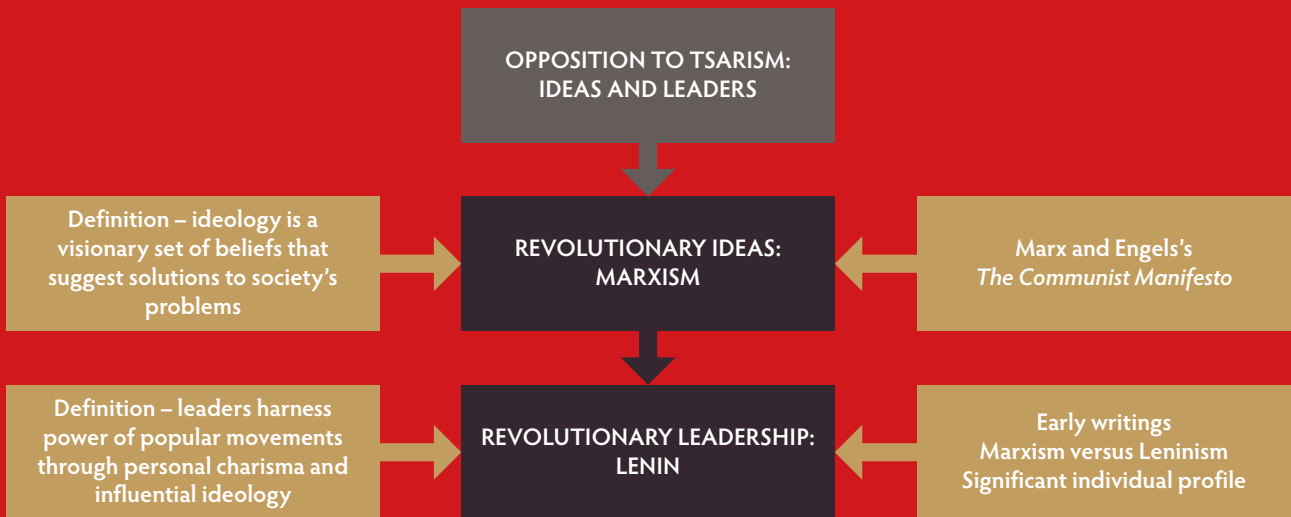 OPPOSITION TO TSARISM:
IDEAS AND LEADERS
Definition – ideology is a
visionary set of beliefs that
suggest solutions to society's
problems
REVOLUTIONARY IDEAS:
MARXISM
Marx and Engels's
The Communist Manifesto
Definition – leaders harness
power of popular movements
through personal charisma and
influential ideology
REVOLUTIONARY LEADERSHIP:
LENIN
Early writings
Marxism versus Leninism
Significant individual profile